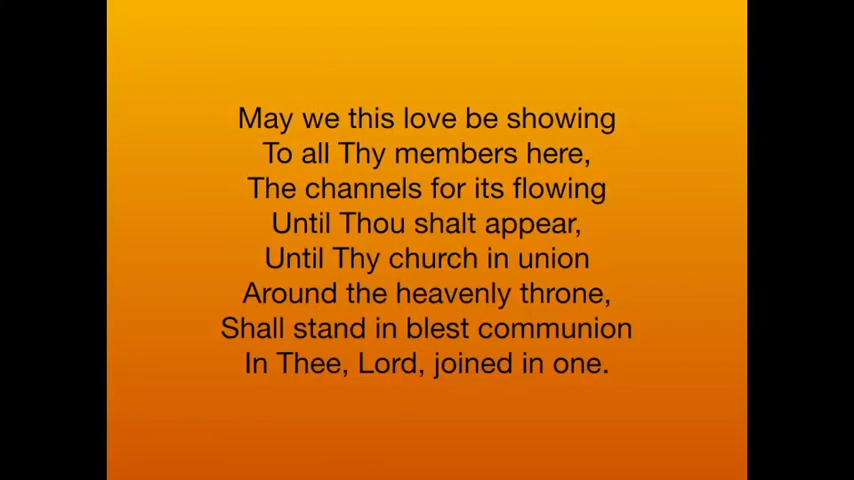 May we this love be showing
To all Thy members here,
The channels for its flowing
Until Thou shalt appear,
Until Thy church in union
Around the heavenly throne,
Shall stand in blest communion
In Thee, Lord, joined in one.